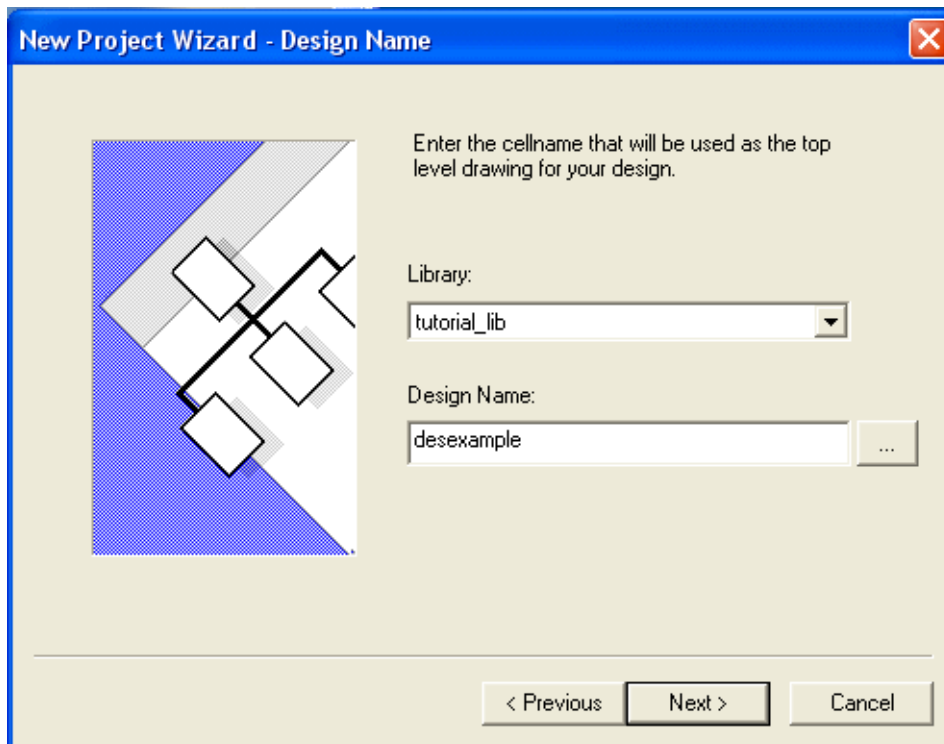 New Project Wizard - Design Name
Enter the cellname that will be used as the top
level drawing for your design.
Library:
tutorial_lib
Design Name:
desexample
...
< Previous
Next >
Cancel